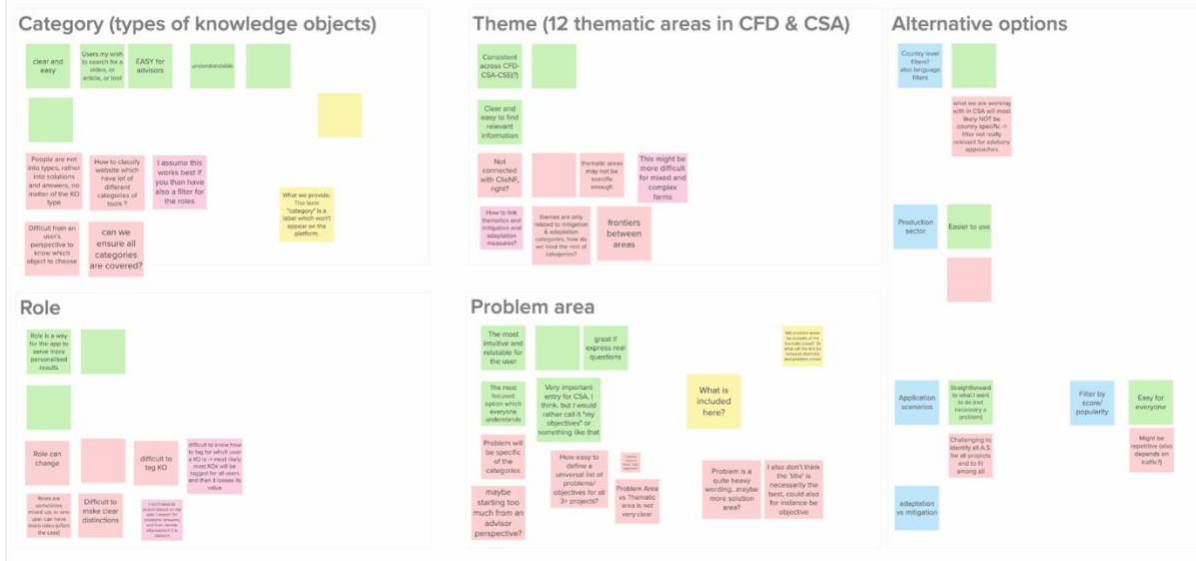 Category (types of knowledge objects)
clear and
easy
Users my wish
to search for a
video, or
article, or tool
EASY for
advisors
understandable
People are not
into types, rather
into solutions
and answers, no
matter of the KO
type
How to classify
website which
have lot of
different
categories of
tools ?
I assume this
works best if
you than have
also a filter for
the roles
What we provide:
The term
"category" is a
label which won't
appear on the
platform.
Difficult from an
user's
perspective to
know which
object to choose
can we
ensure all
categories
are covered?
Theme (12 thematic areas in CFD & CSA)
Consistent
across CFD-
CSA-CSE(?)
Clear and
easy to find
relevant
information
Not
connected
with
right?
thematic areas
may not be
specific
enough
This might be
more difficult
for mixed and
complex
farms
How to link
thematics and
mitigation and
adaptation
measures?
themes are only
related to mitigation
& adaptation
categories, how do
we treat the rest of
categories?
frontiers
between
areas
Alternative options
Country level
filters?
also language
filters
what we are working
with in CSA will most
likely NOT be
country specific ->
filter not really
relevant for advisory
approaches
Production
sector
Easier to use
Application
scenarios
Straightforward
to what I want
to do (not
necessary a
problem)
Filter by
score/
popularity
Easy for
everyone
Challenging to
identify all A.S.
for all projects
and to fit
among all
Might be
repetitive (also
depends on
traffic?)
adaptation
vs mitigation
Role
Role is a way
for the app to
serve more
personalised
results
Role can
change
difficult to
tag KO
difficult to know how
to tag for which user
a KO is -> most likely
most KOs will be
tagged for all users
and then it losses its
value
Roles are
sometimes
mixed up, or one
user can have
more roles (often
the case)
Difficult to
make clear
distinctions
Problem area
The most
intuitive and
relatable for
the user
great if
express real
questions
The most
focused
option which
everyone
understands
Very important
entry for CSA, I
think, but I would
rather call it "my
objectives" or
something like that
What is
included
here?
Problem will
be specific
of the
categories.
How easy to
define a
universal list of
problems/
objectives for all
3+ projects?
Problem Area
vs Thematic
area is not
very clear
Problem is a
quite heavy
wording...maybe
more solution
area?
I also don't think
the 'title' is
necessarily the
best, could also
for instance be
objective
maybe
starting too
much from an
advisor
perspective?